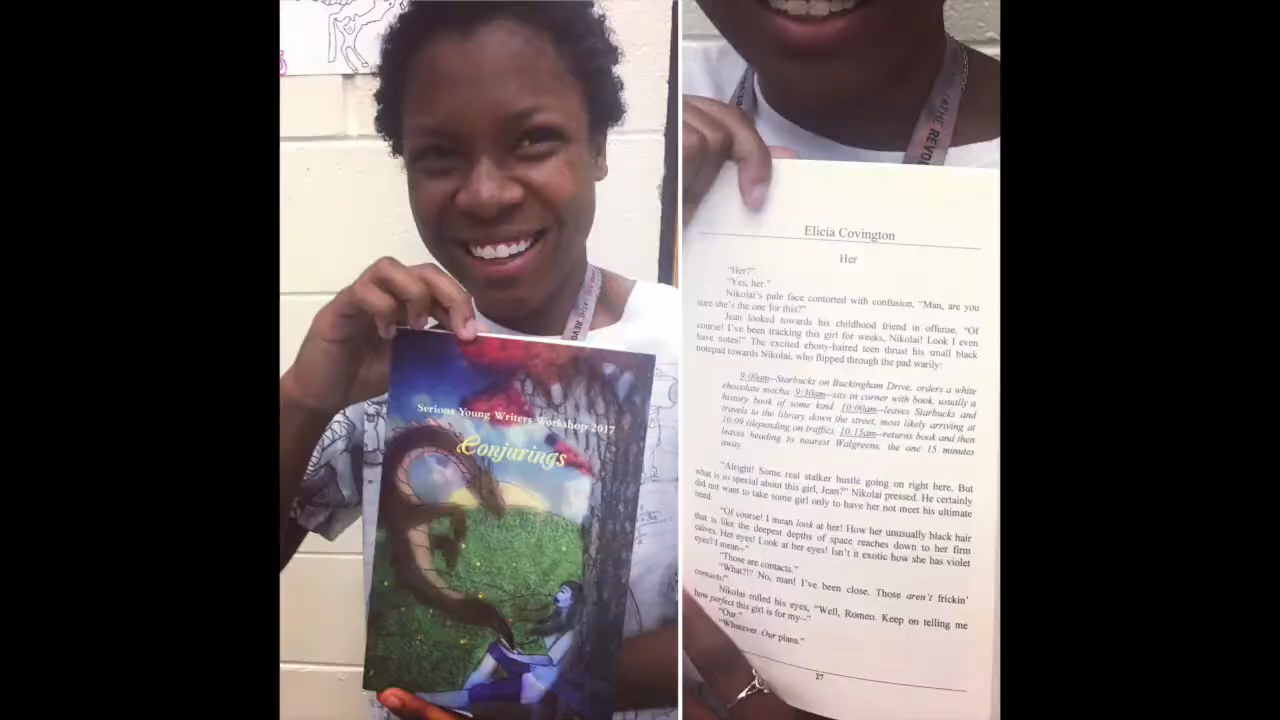 Serious Young Writers Workshop 2017
Conjurings
THE REVO
Elicia Covington
Her
“Her?”
“Yes, her.”
Nikolai’s pale face contorted with confusion, “Man, are you
sure she’s the one for this?”
Jean looked towards his childhood friend in offense. “Of
course! I’ve been tracking this girl for weeks, Nikolai! Look I even
have notes!” The excited ebony-haired teen thrust his small black
notepad towards Nikolai, who flipped through the pad warily:
9:00am--Starbucks on Buckingham Drive, orders a white
chocolate mocha. 9:30am--sits in corner with book, usually a
history book of some kind. 10:00am--leaves Starbucks and
travels to the library down the street, most likely arriving at
10:09 (depending on traffic). 10:15am--returns book and then
leaves heading to nearest Walgreens, the one 15 minutes
away.
“Alright! Some real stalker hustle going on right here. But
what is so special about this girl, Jean?” Nikolai pressed. He certainly
did not want to take some girl only to have her not meet his ultimate
need.
“Of course! I mean look at her! How her unusually black hair
that is like the deepest depths of space reaches down to her firm
calves. Her eyes! Look at her eyes! Isn’t it exotic how she has violet
eyes? I mean--”
“Those are contacts.”
“What?!? No, man! I’ve been close. Those aren’t frickin’
contacts!”
Nikolai rolled his eyes, “Well, Romeo. Keep on telling me
how perfect this girl is for my--”
“Our.”
“Whatever. Our plans.”
27